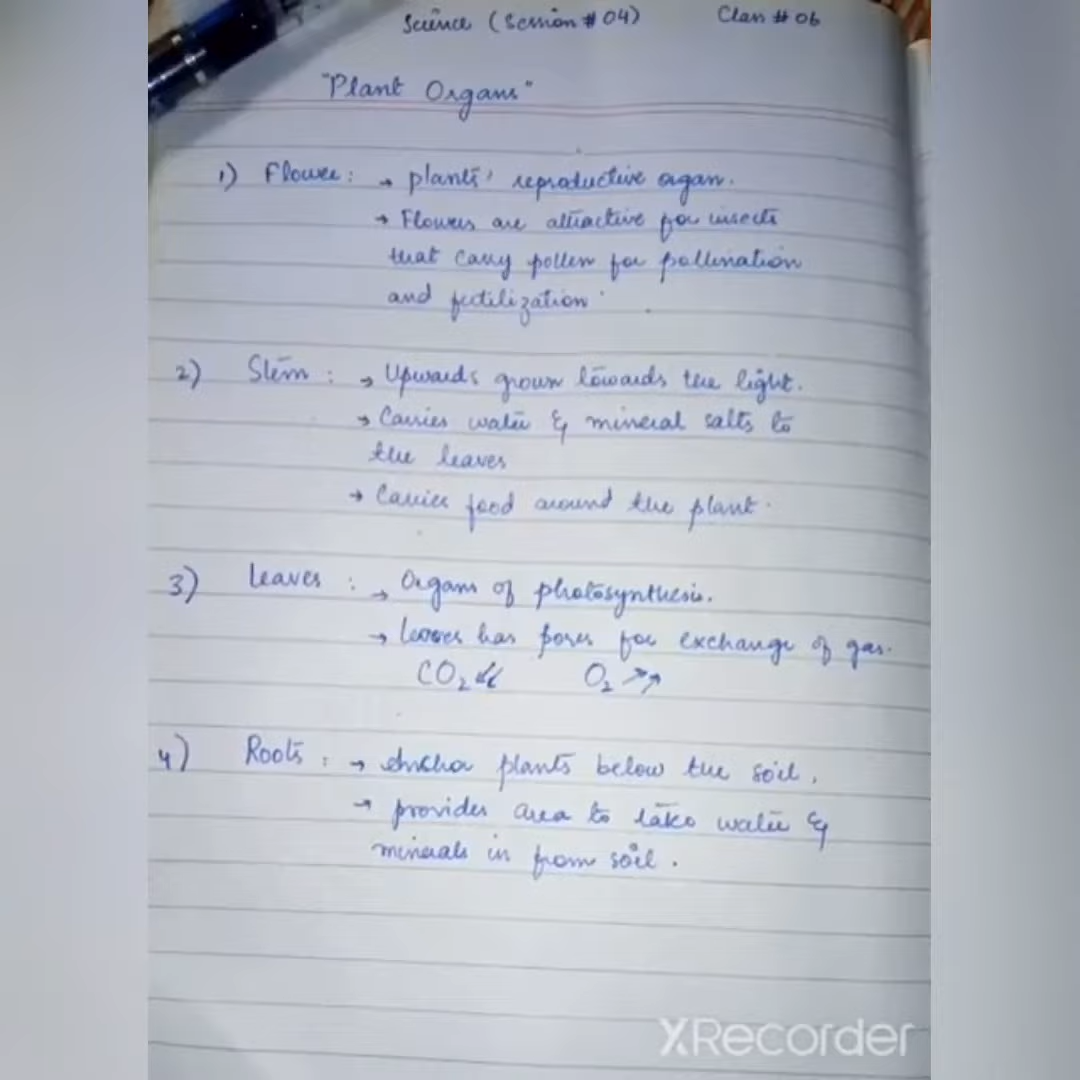 Science (Session # 04) Class # 06
"Plant Organs"
1) Flower : → plants' reproductive organ.
→ Flowers are attractive for insects
that carry pollen for pollination
and fertilization
2) Stem : → Upwards grown towards the light.
→ Carries water & mineral salts to
the leaves
→ Carries food around the plant.
3) Leaves : → Organs of photosynthesis.
→ leaves has pores for exchange of gas.
CO₂ ↙↙ O₂ ↗↗
4) Roots : → Anchor plants below the soil.
→ provides area to take water &
minerals in from soil.
XRecorder